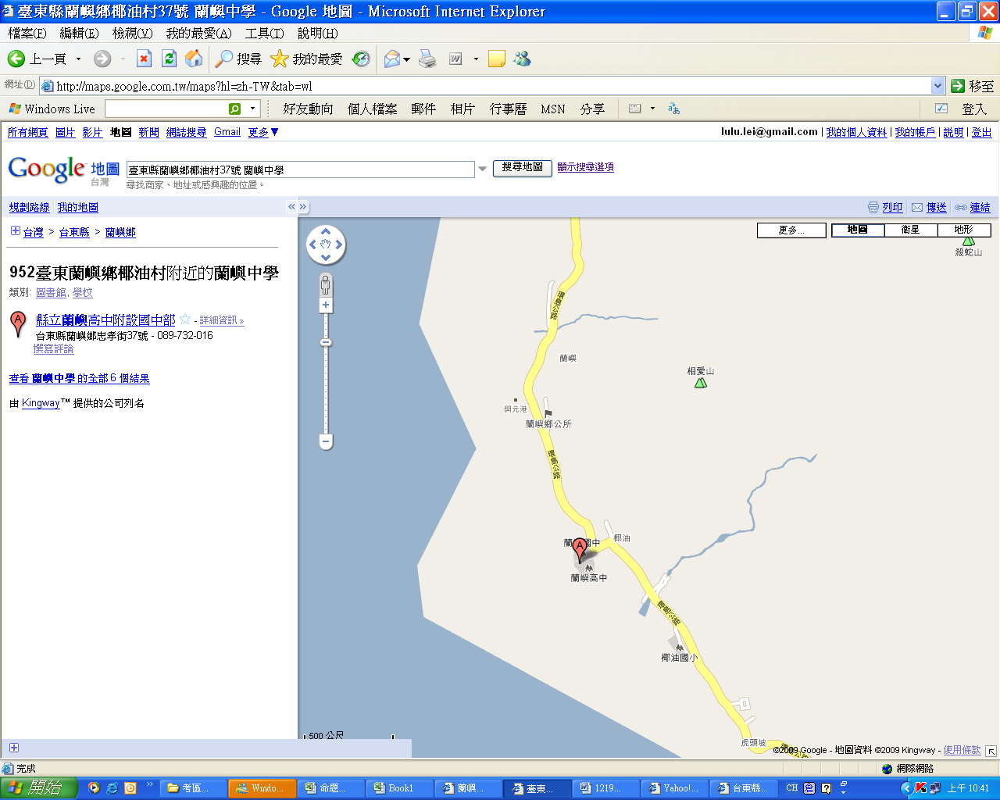 臺東縣蘭嶼鄉椰油村37號 蘭嶼中學 - Google 地圖 - Microsoft Internet Explorer
檔案(F) 編輯(E) 檢視(V) 我的最愛(A) 工具(T) 說明(H)
上一頁 搜尋 我的最愛
網址(D) http://maps.google.com.tw/maps?hl=zh-TW&tab=wl 移至
Windows Live 好友動向 個人檔案 郵件 相片 行事曆 MSN 分享 登入
所有網頁 圖片 影片 地圖 新聞 網誌搜尋 Gmail 更多▼ lulu.lei@gmail.com | 我的個人資料 | 我的帳戶 | 說明 | 登出
Google 地圖 台灣
臺東縣蘭嶼鄉椰油村37號 蘭嶼中學 搜尋地圖 顯示搜尋選項
尋找商家、地址或感興趣的位置。
規劃路線 我的地圖 « » 列印 傳送 連結
台灣 > 台東縣 > 蘭嶼鄉
952臺東蘭嶼鄉椰油村附近的蘭嶼中學
類別: 圖書館, 學校
A 縣立蘭嶼高中附設國中部 - 詳細資訊 »
台東縣蘭嶼鄉忠孝街37號 - 089-732-016
撰寫評論
查看 蘭嶼中學 的全部 6 個結果
由 Kingway™ 提供的公司列名
更多... 地圖 衛星 地形
殺蛇山
環島公路
蘭嶼
相愛山
開元港
蘭嶼鄉公所
環島公路
椰油
A
蘭嶼高中
環島公路
椰油國小
虎頭坡
500 公尺
©2009 Google - 地圖資料 ©2009 Kingway - 使用條款
完成 網際網路
開始 » 考區... Windo... 命題... Book1 蘭嶼... 臺東... 1219... Yahoo!... 台東縣... CH 上午 10:41